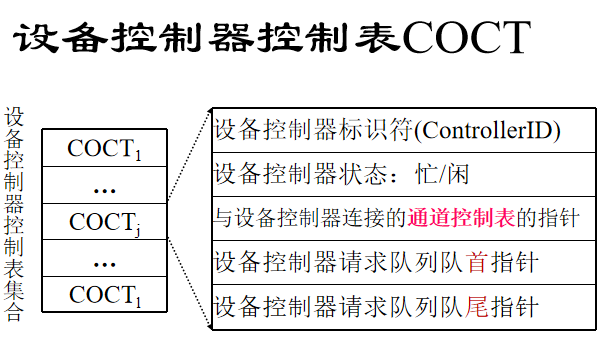 设备控制器控制表COCT
设备控制器控制表集合
COCT1
...
COCTj
...
COCT1
设备控制器标识符(ControllerID)
设备控制器状态：忙/闲
与设备控制器连接的通道控制表的指针
设备控制器请求队列队首指针
设备控制器请求队列队尾指针